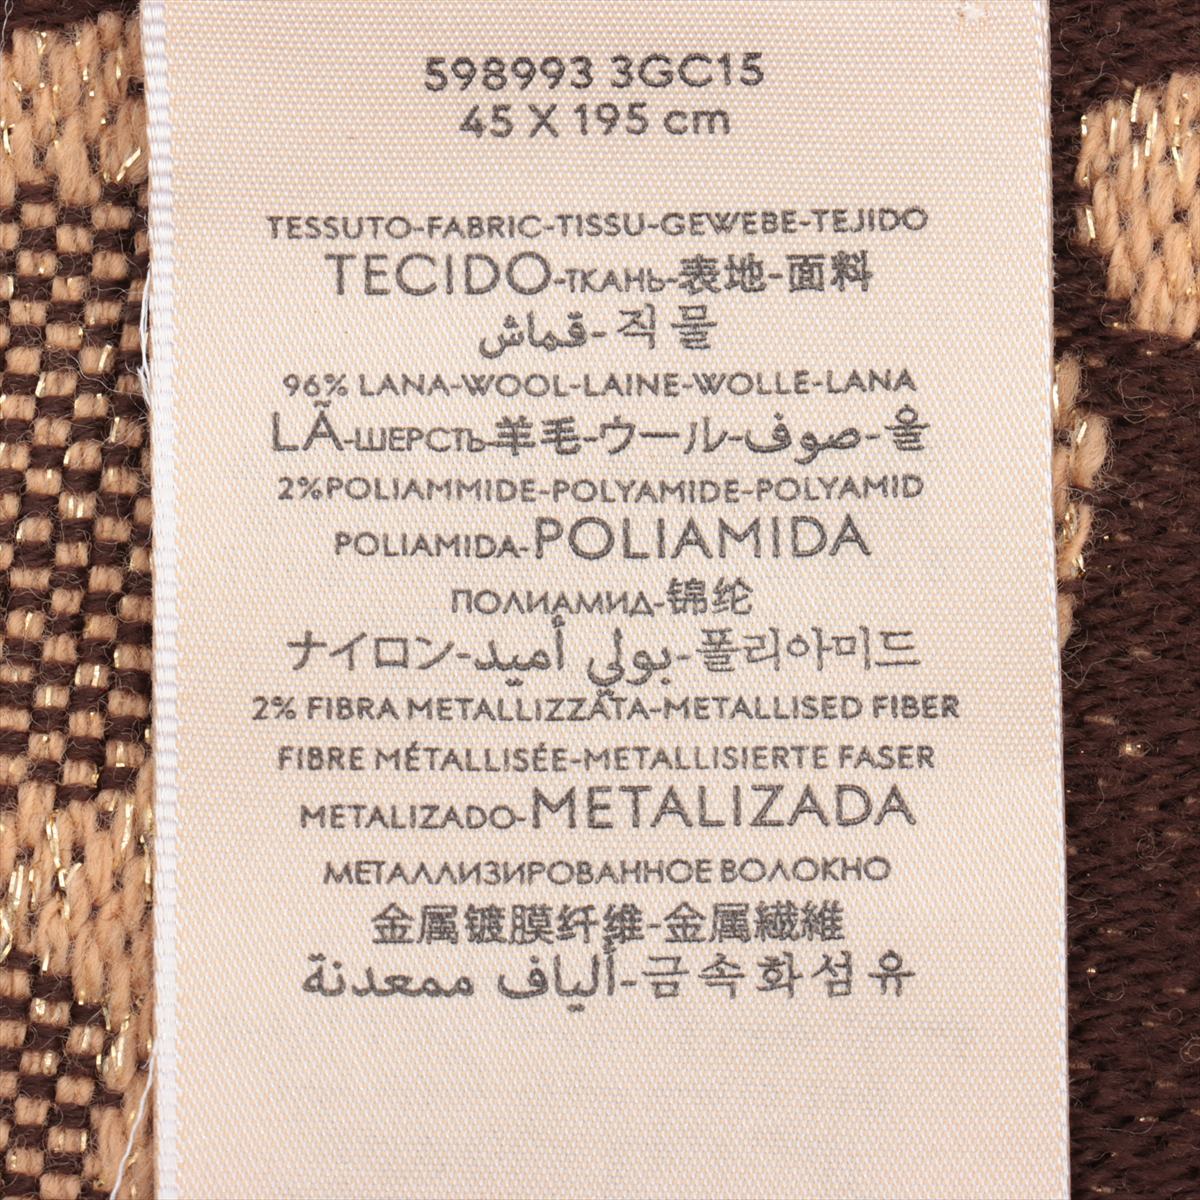 598993 3GC15
45 X 195 cm
TESSUTO-FABRIC-TISSU-GEWEBE-TEJIDO
TECIDO-ТКАНЬ-表地-面料
قماش-직물
96% LANA-WOOL-LAINE-WOLLE-LANA
LÃ-ШЕРСТЬ-羊毛-ウール-صوف-울
2%POLIAMMIDE-POLYAMIDE-POLYAMID
POLIAMIDA-POLIAMIDA
ПОЛИАМИД-锦纶
ナイロン-بولي أميد-폴리아미드
2% FIBRA METALLIZZATA-METALLISED FIBER
FIBRE MÉTALLISÉE-METALLISIERTE FASER
METALIZADO-METALIZADA
МЕТАЛЛИЗИРОВАННОЕ ВОЛОКНО
金属镀膜纤维-金属繊維
ألياف ممعدنة-금속화섬유